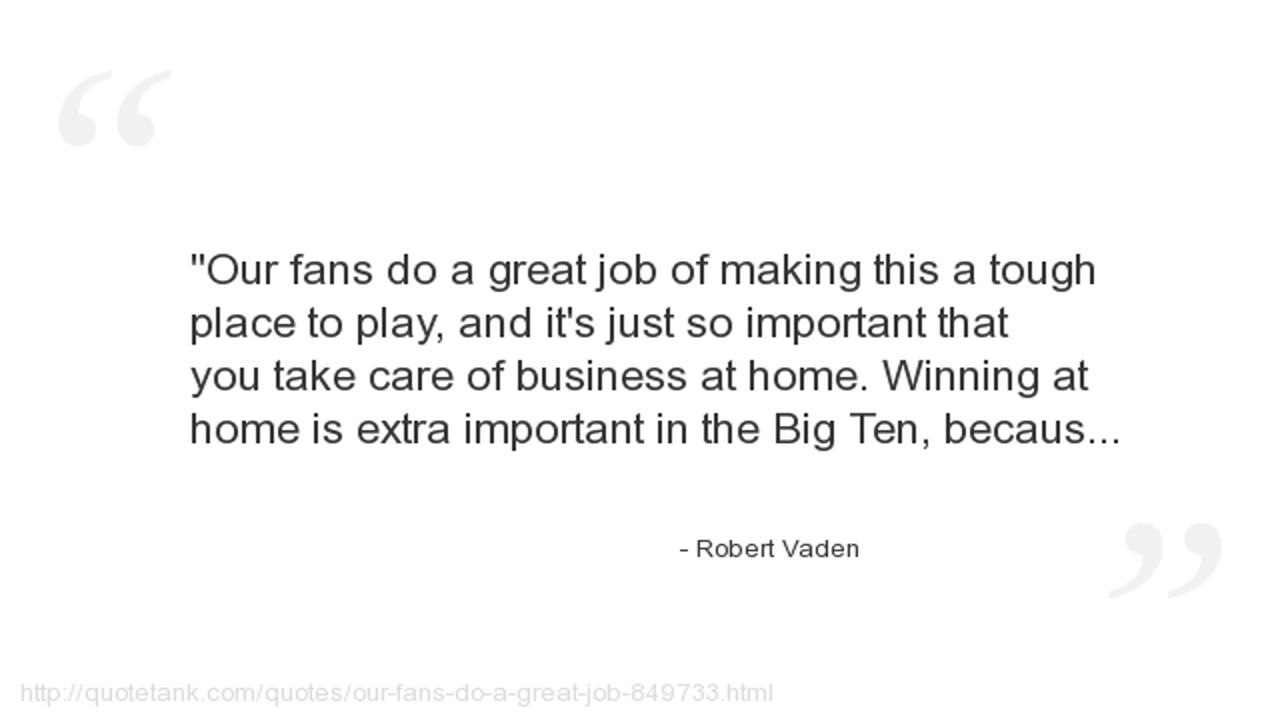 "Our fans do a great job of making this a tough
place to play, and it's just so important that
you take care of business at home. Winning at
home is extra important in the Big Ten, becaus...
- Robert Vaden
http://quotetank.com/quotes/our-fans-do-a-great-job-849733.html